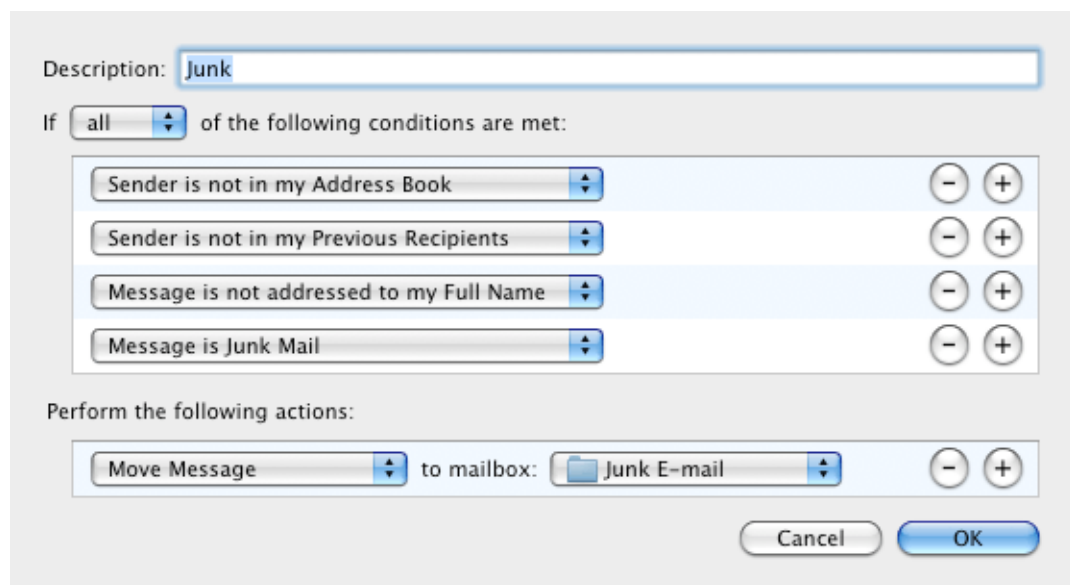 Description: Junk
If all of the following conditions are met:
Sender is not in my Address Book
Sender is not in my Previous Recipients
Message is not addressed to my Full Name
Message is Junk Mail
Perform the following actions:
Move Message to mailbox: Junk E-mail
Cancel OK